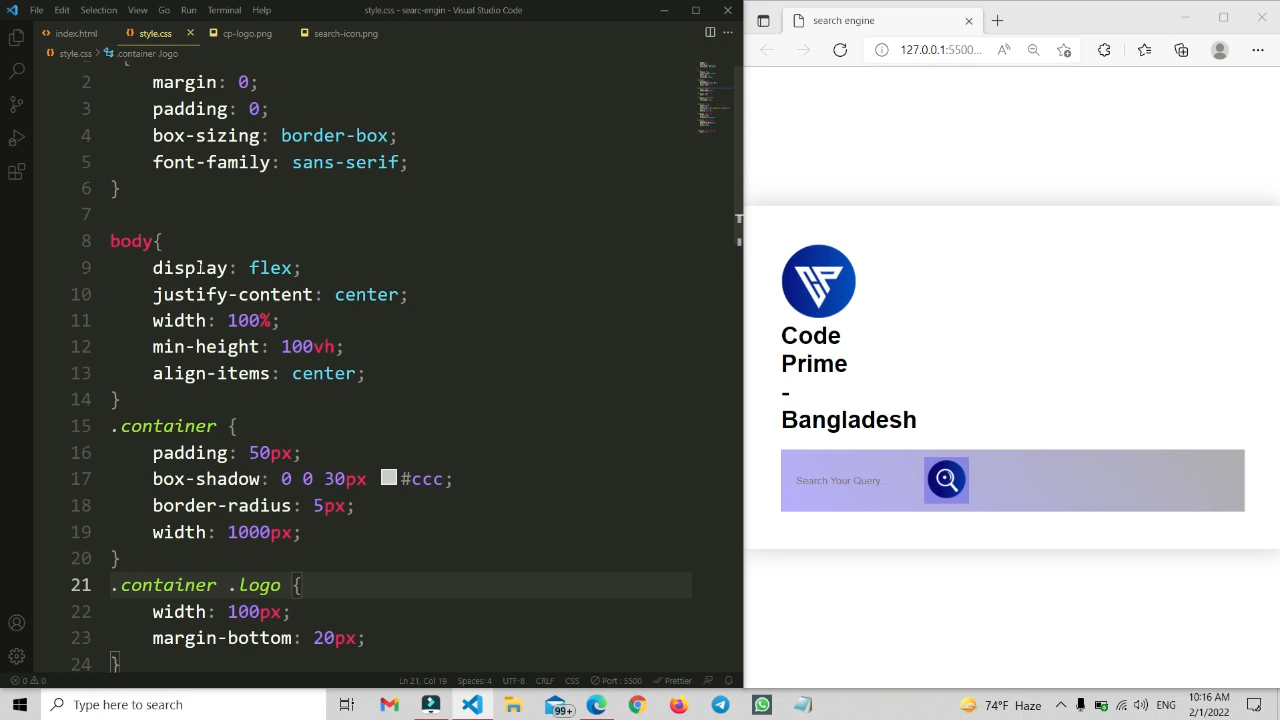 File Edit Selection View Go Run Terminal Help
style.css - searc-engin - Visual Studio Code
index.html
style.css
cp-logo.png
search-icon.png
style.css > .container .logo
{
2 margin: 0;
3 padding: 0;
4 box-sizing: border-box;
5 font-family: sans-serif;
6 }
7
8 body{
9 display: flex;
10 justify-content: center;
11 width: 100%;
12 min-height: 100vh;
13 align-items: center;
14 }
15 .container {
16 padding: 50px;
17 box-shadow: 0 0 30px #ccc;
18 border-radius: 5px;
19 width: 1000px;
20 }
21 .container .logo {
22 width: 100px;
23 margin-bottom: 20px;
24 }
0 0
Ln 21, Col 19 Spaces: 4 UTF-8 CRLF CSS Port : 5500 Prettier
search engine
127.0.0.1:5500...
CP
Code
Prime
-
Bangladesh
Search Your Query...
Type here to search
99+
74°F Haze
ENG
10:16 AM
2/1/2022